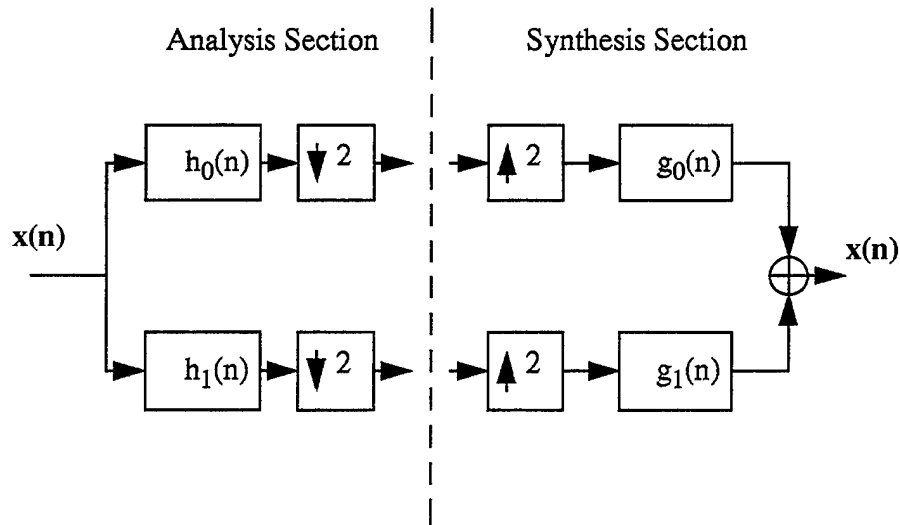 Analysis Section
Synthesis Section
h0(n)
2
2
g0(n)
x(n)
x(n)
h1(n)
2
2
g1(n)